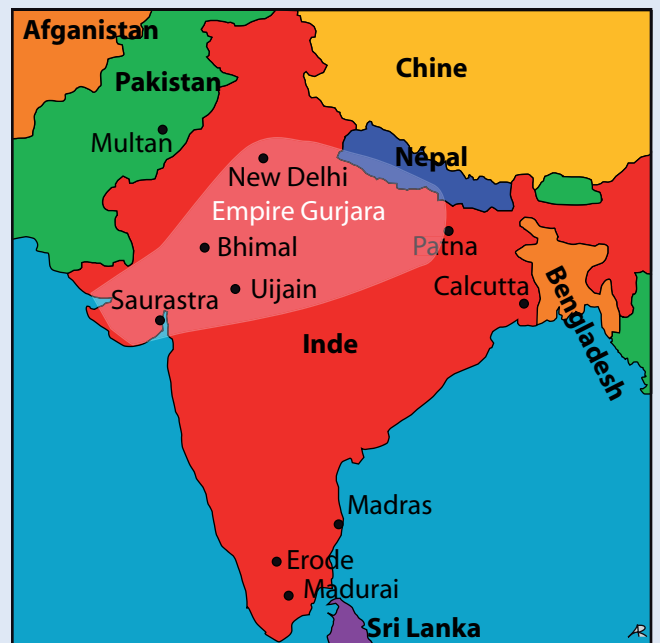 Afganistan
Chine
Pakistan
Multan
Népal
New Delhi
Empire Gurjara
Bhimal
Patna
Uijain
Calcutta
Saurastra
Bengladesh
Inde
Madras
Erode
Madurai
Sri Lanka
AR